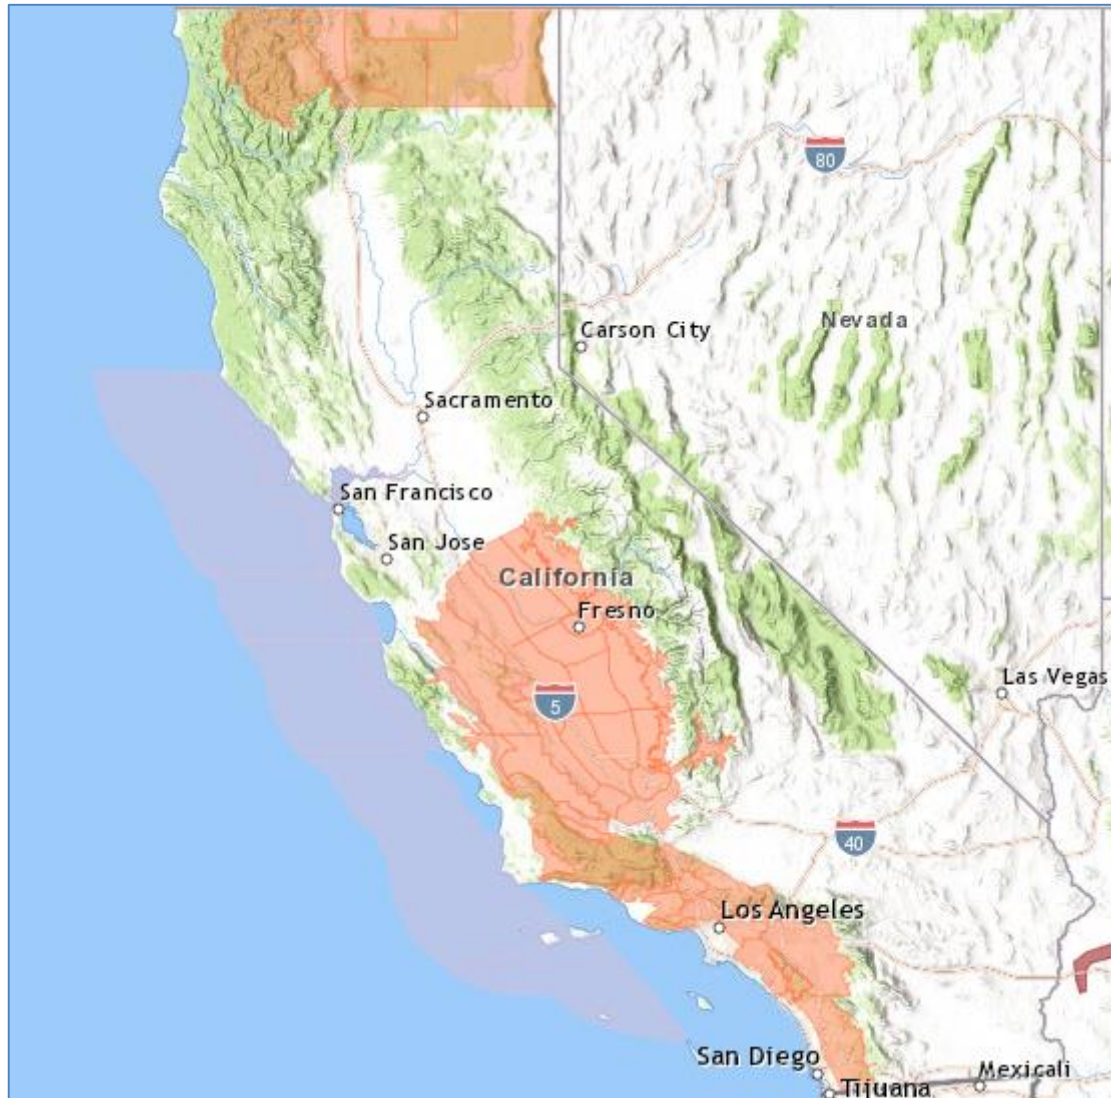 80
Nevada
Carson City
Sacramento
San Francisco
San Jose
California
Fresno
Las Vegas
5
40
Los Angeles
San Diego
Mexicali
Tijuana